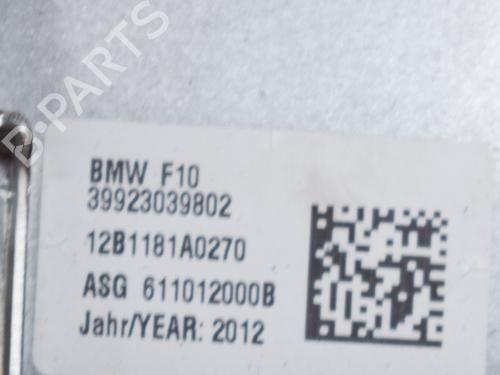 B-PARTS
BMW F10
39923039802
12B1181A0270
ASG 611012000B
Jahr/YEAR: 2012